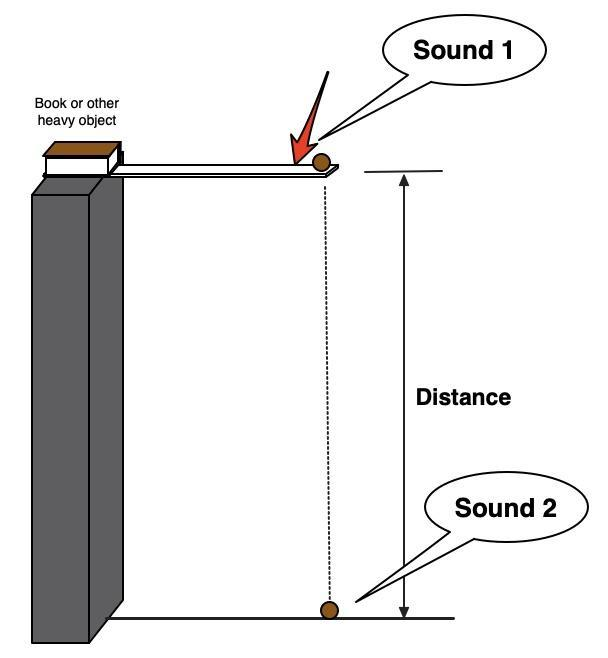 Sound 1
Book or other
heavy object
Distance
Sound 2